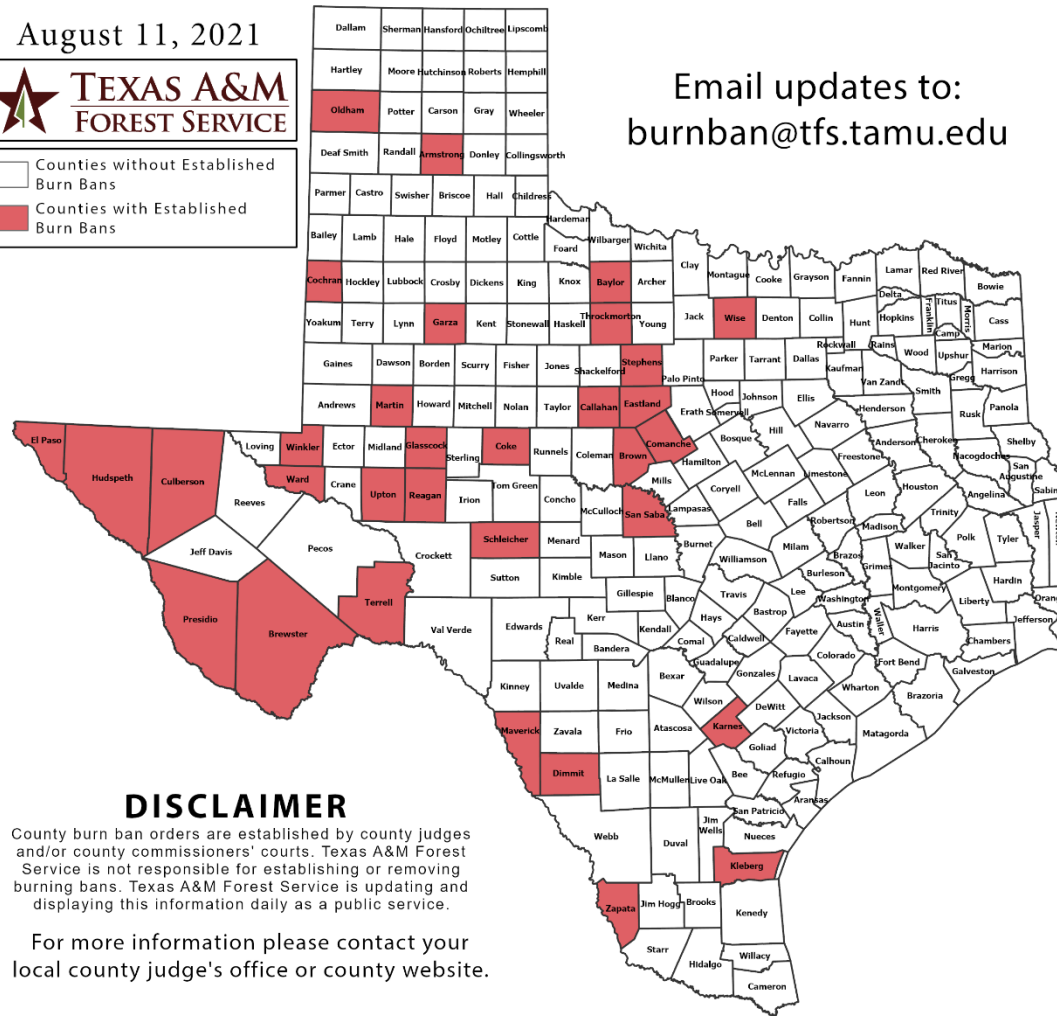 August 11, 2021
TEXAS A&M
FOREST SERVICE
Counties without Established
Burn Bans
Counties with Established
Burn Bans
Email updates to:
burnban@tfs.tamu.edu
Dallam Sherman Hansford Ochiltree Lipscomb
Hartley Moore Hutchinson Roberts Hemphill
Oldham Potter Carson Gray Wheeler
Deaf Smith Randall Armstrong Donley Collingsworth
Parmer Castro Swisher Briscoe Hall Childress
Hardeman
Bailey Lamb Hale Floyd Motley Cottle Foard Wilbarger Wichita
Clay Montague Cooke Grayson Fannin Lamar Red River Bowie
Cochran Hockley Lubbock Crosby Dickens King Knox Baylor Archer
Delta Franklin Titus Morris Cass
Yoakum Terry Lynn Garza Kent Stonewall Haskell Throckmorton Young Jack Wise Denton Collin Hunt Hopkins Camp
Rockwall Rains Wood Upshur Marion
Gaines Dawson Borden Scurry Fisher Jones Shackelford Stephens Palo Pinto Parker Tarrant Dallas Kaufman Van Zandt Smith Gregg Harrison
Andrews Martin Howard Mitchell Nolan Taylor Callahan Eastland Erath Hood Somervell Johnson Ellis Henderson Rusk Panola
El Paso Hudspeth Culberson Loving Winkler Ector Midland Glasscock Sterling Coke Runnels Coleman Brown Comanche Hamilton Bosque Hill Navarro Anderson Cherokee Shelby
Freestone Nacogdoches San
Augustine
Sabin
Reeves Ward Crane Upton Reagan Irion Tom Green Concho McCulloch San Saba Mills Lampasas Coryell McLennan Limestone Falls Leon Houston Angelina
Trinity Jasper
Jeff Davis Pecos Crockett Schleicher Menard Mason Llano Burnet Bell Milam Robertson Madison Walker Polk Tyler
Williamson Brazos Grimes San
Jacinto
Presidio Brewster Terrell Val Verde Sutton Kimble Gillespie Blanco Travis Burleson Lee Washington Montgomery Liberty Hardin Oran
Edwards Real Kerr Kendall Hays Bastrop Fayette Austin Waller Harris Jefferson
Bandera Comal Caldwell Colorado Chambers
Kinney Uvalde Medina Bexar Guadalupe Gonzales Lavaca Wharton Fort Bend Galveston
Brazoria
Maverick Zavala Frio Atascosa Wilson Karnes DeWitt Victoria Jackson Matagorda
Goliad Calhoun
Dimmit La Salle McMullen Live Oak Bee Refugio Aransas
San Patricio
Webb Duval Jim
Wells
Nueces
Kleberg
Zapata Jim Hogg Brooks Kenedy
Starr Hidalgo Willacy
Cameron
DISCLAIMER
County burn ban orders are established by county judges
and/or county commissioners' courts. Texas A&M Forest
Service is not responsible for establishing or removing
burning bans. Texas A&M Forest Service is updating and
displaying this information daily as a public service.
For more information please contact your
local county judge's office or county website.